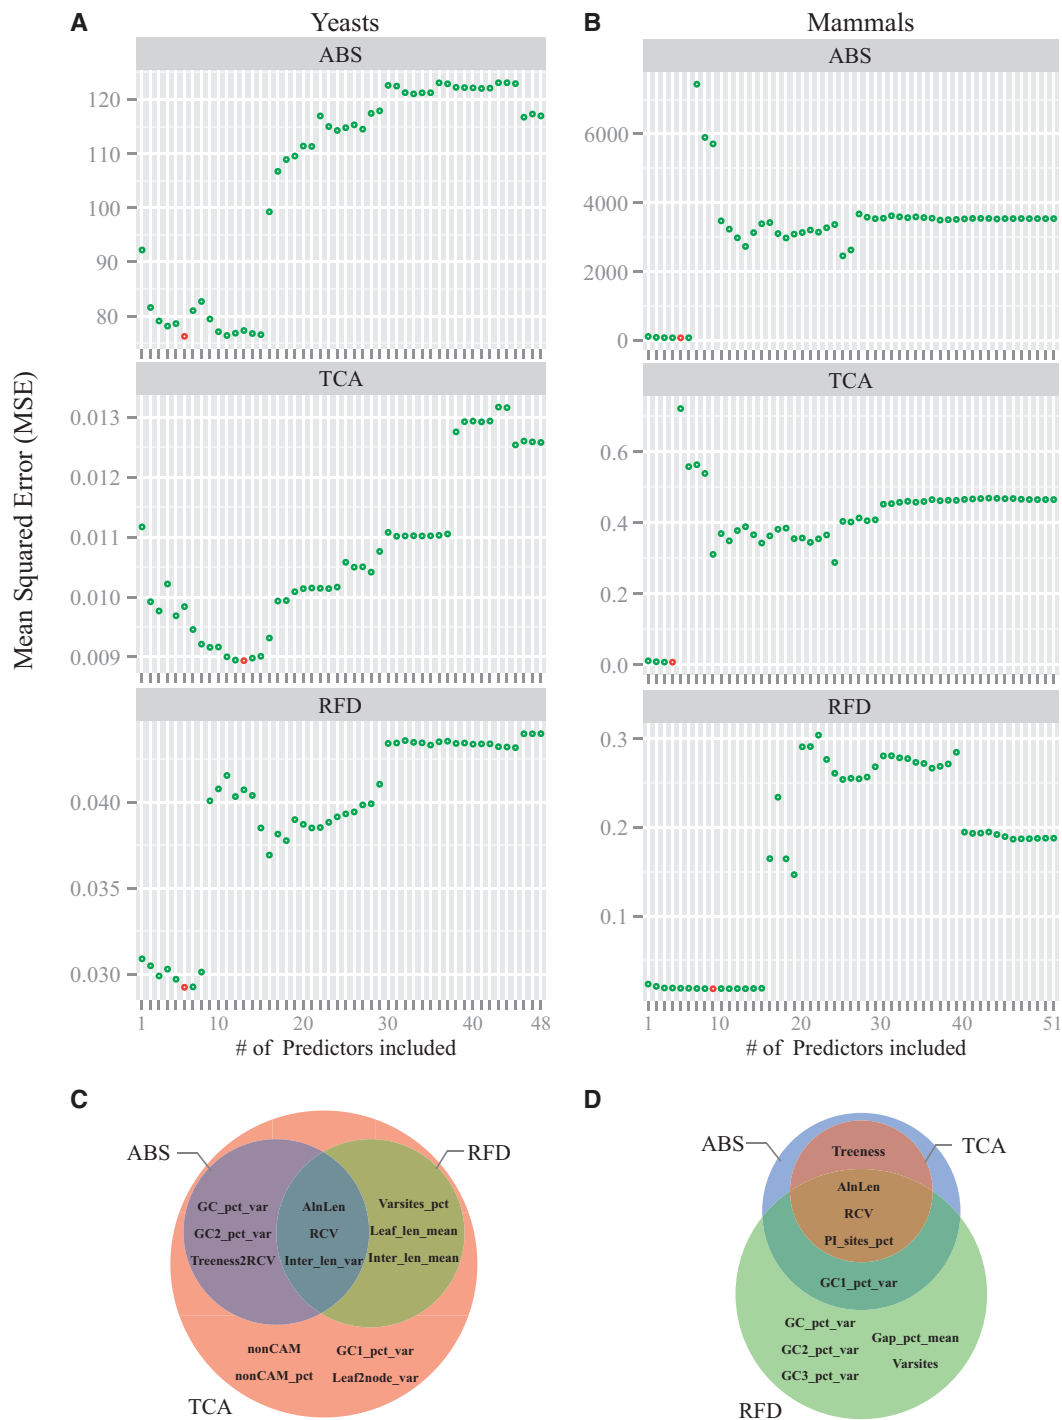 A
Yeasts
ABS
120
110
100
90
80
TCA
0.013
0.012
0.011
0.010
0.009
RFD
0.040
0.035
0.030
1
10
20
30
40
48
# of Predictors included
Mean Squared Error (MSE)
B
Mammals
ABS
6000
4000
2000
0
TCA
0.6
0.4
0.2
0.0
RFD
0.3
0.2
0.1
1
10
20
30
40
51
# of Predictors included
C
ABS
RFD
GC_pct_var
GC2_pct_var
Treeness2RCV
AlnLen
RCV
Inter_len_var
Varsites_pct
Leaf_len_mean
Inter_len_mean
nonCAM
nonCAM_pct
GC1_pct_var
Leaf2node_var
TCA
D
ABS
TCA
Treeness
AlnLen
RCV
PI_sites_pct
GC1_pct_var
GC_pct_var
GC2_pct_var
GC3_pct_var
Gap_pct_mean
Varsites
RFD